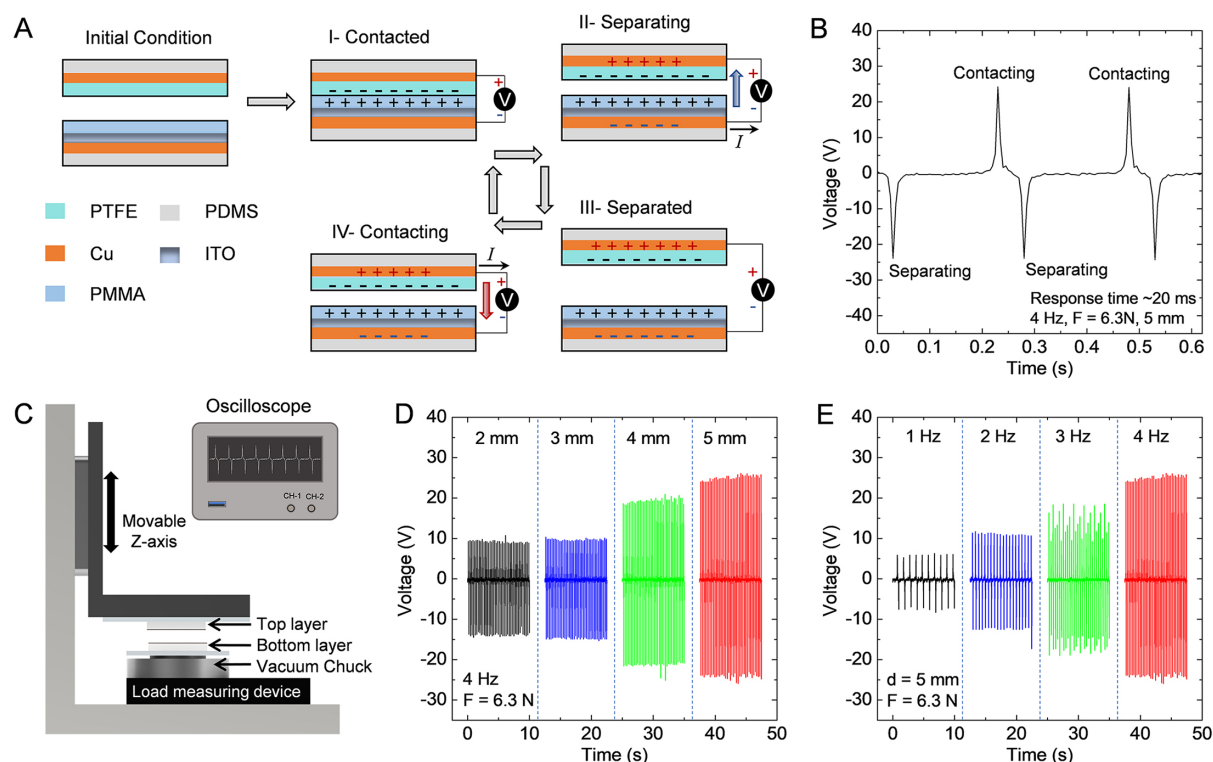 A
Initial Condition
I- Contacted
II- Separating
+ + + + +
- - - - - - - - -
+
V
-
- - - - - - - - -
+ + + + + + + +
+
V
-
+ + + + + + + +
- - - - -
I
PTFE
PDMS
Cu
ITO
PMMA
IV- Contacting
I
+ + + + +
- - - - - - - - -
+
V
-
+ + + + + + + +
- - - - -
III- Separated
+ + + + + +
- - - - - - - - -
+
V
-
+ + + + + + + +
- - - - - -
B
Contacting
Contacting
Separating
Separating
Response time ~20 ms
4 Hz, F = 6.3N, 5 mm
Voltage (V)
40
30
20
10
0
-10
-20
-30
-40
0.0 0.1 0.2 0.3 0.4 0.5 0.6
Time (s)
C
Oscilloscope
CH-1 CH-2
Movable
Z-axis
Top layer
Bottom layer
Vacuum Chuck
Load measuring device
D
2 mm
3 mm
4 mm
5 mm
4 Hz
F = 6.3 N
Voltage (V)
40
30
20
10
0
-10
-20
-30
0 10 20 30 40 50
Time (s)
E
1 Hz
2 Hz
3 Hz
4 Hz
d = 5 mm
F = 6.3 N
Voltage (V)
40
30
20
10
0
-10
-20
-30
0 10 20 30 40 50
Time (s)